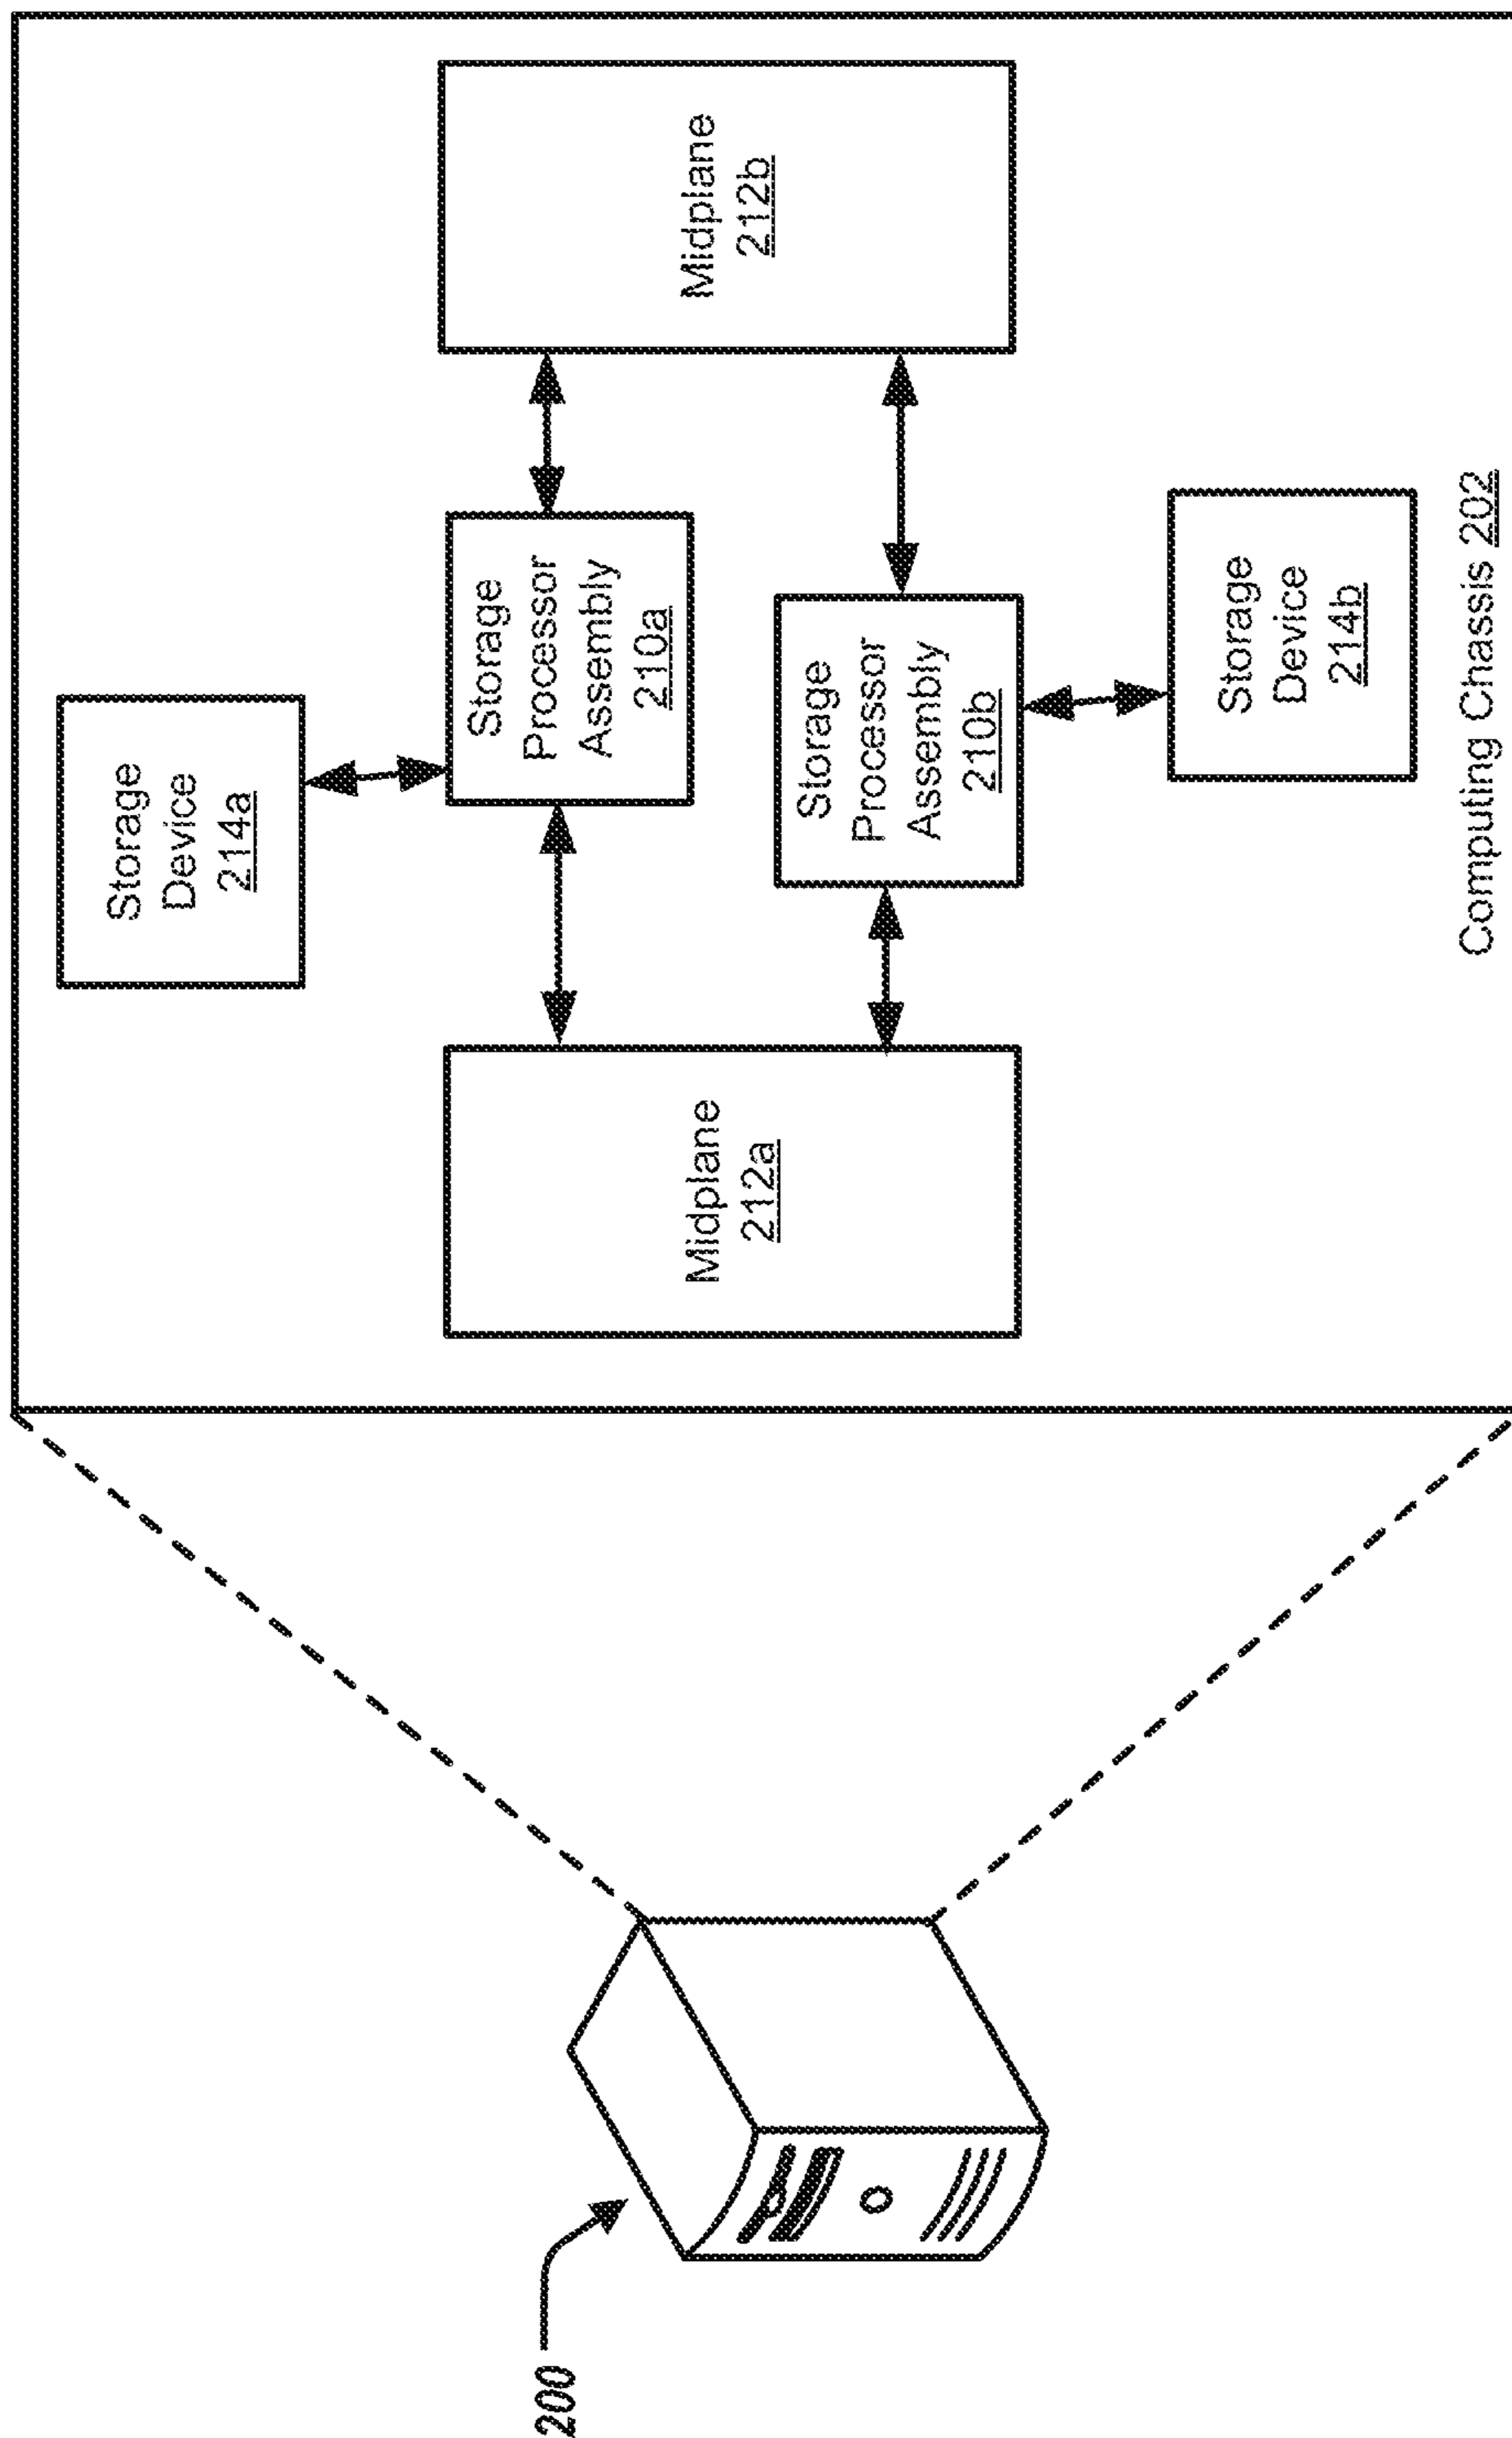 200
Storage
Device
214a
Midplane
212a
Storage
Processor
Assembly
210a
Midplane
212b
Storage
Processor
Assembly
210b
Storage
Device
214b
Computing Chassis 202